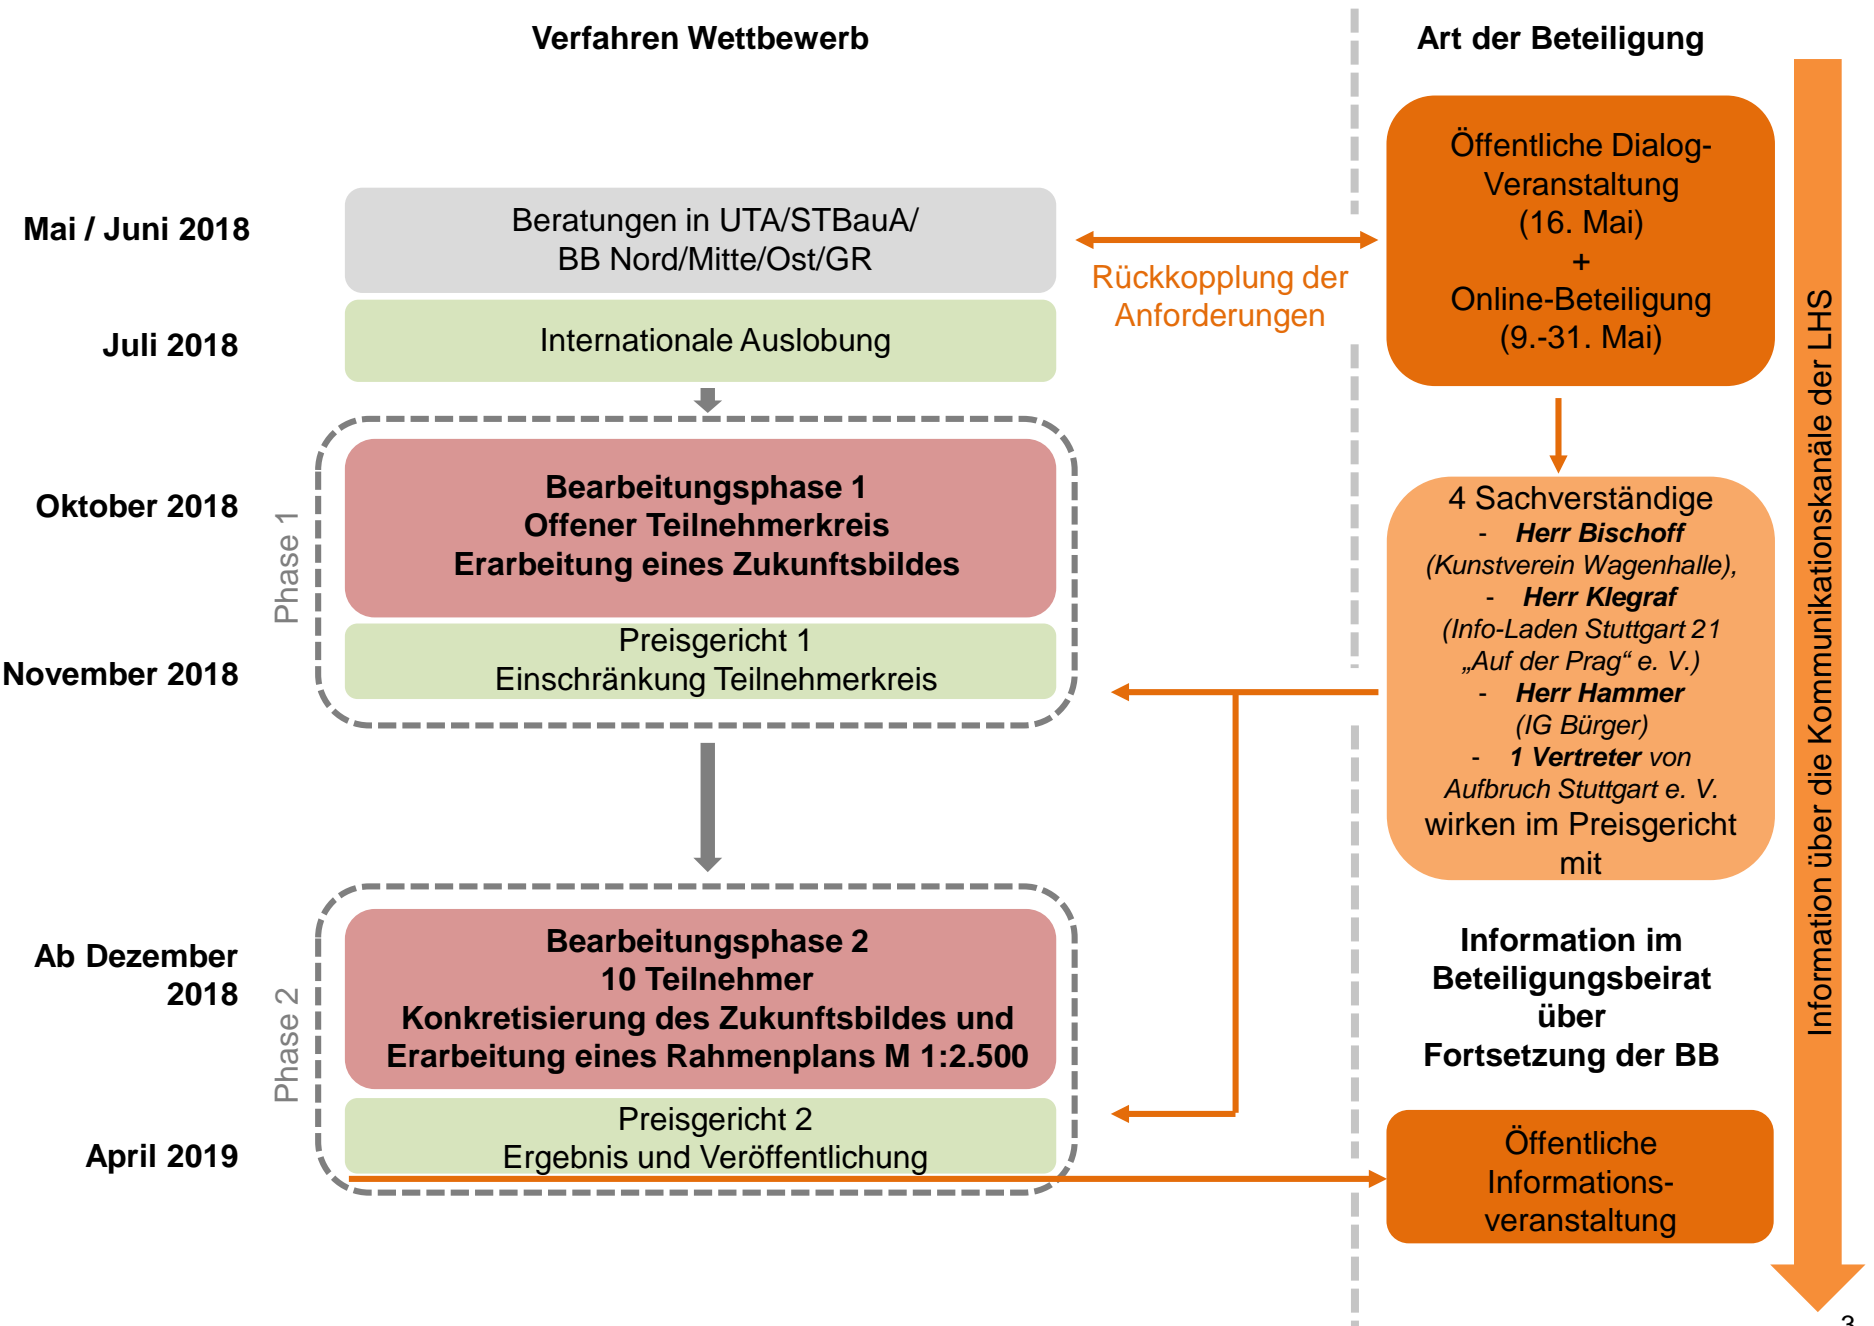 Verfahren Wettbewerb
Art der Beteiligung
Mai / Juni 2018
Beratungen in UTA/STBauA/
BB Nord/Mitte/Ost/GR
Juli 2018
Internationale Auslobung
Rückkopplung der
Anforderungen
Öffentliche Dialog-
Veranstaltung
(16. Mai)
+
Online-Beteiligung
(9.-31. Mai)
Phase 1
Oktober 2018
Bearbeitungsphase 1
Offener Teilnehmerkreis
Erarbeitung eines Zukunftsbildes
November 2018
Preisgericht 1
Einschränkung Teilnehmerkreis
4 Sachverständige
- Herr Bischoff
(Kunstverein Wagenhalle),
- Herr Klegraf
(Info-Laden Stuttgart 21
„Auf der Prag“ e. V.)
- Herr Hammer
(IG Bürger)
- 1 Vertreter von
Aufbruch Stuttgart e. V.
wirken im Preisgericht
mit
Phase 2
Ab Dezember
2018
Bearbeitungsphase 2
10 Teilnehmer
Konkretisierung des Zukunftsbildes und
Erarbeitung eines Rahmenplans M 1:2.500
Information im
Beteiligungsbeirat
über
Fortsetzung der BB
April 2019
Preisgericht 2
Ergebnis und Veröffentlichung
Öffentliche
Informations-
veranstaltung
Information über die Kommunikationskanäle der LHS
3